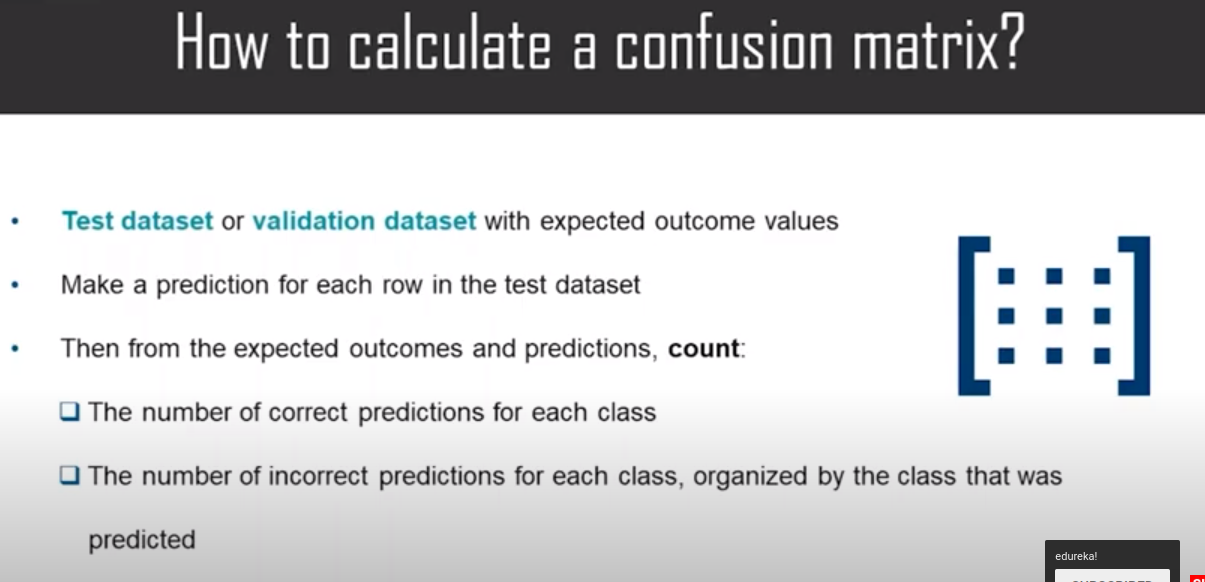 How to calculate a confusion matrix?
• Test dataset or validation dataset with expected outcome values
• Make a prediction for each row in the test dataset
• Then from the expected outcomes and predictions, count:
❑ The number of correct predictions for each class
❑ The number of incorrect predictions for each class, organized by the class that was
predicted
edureka!